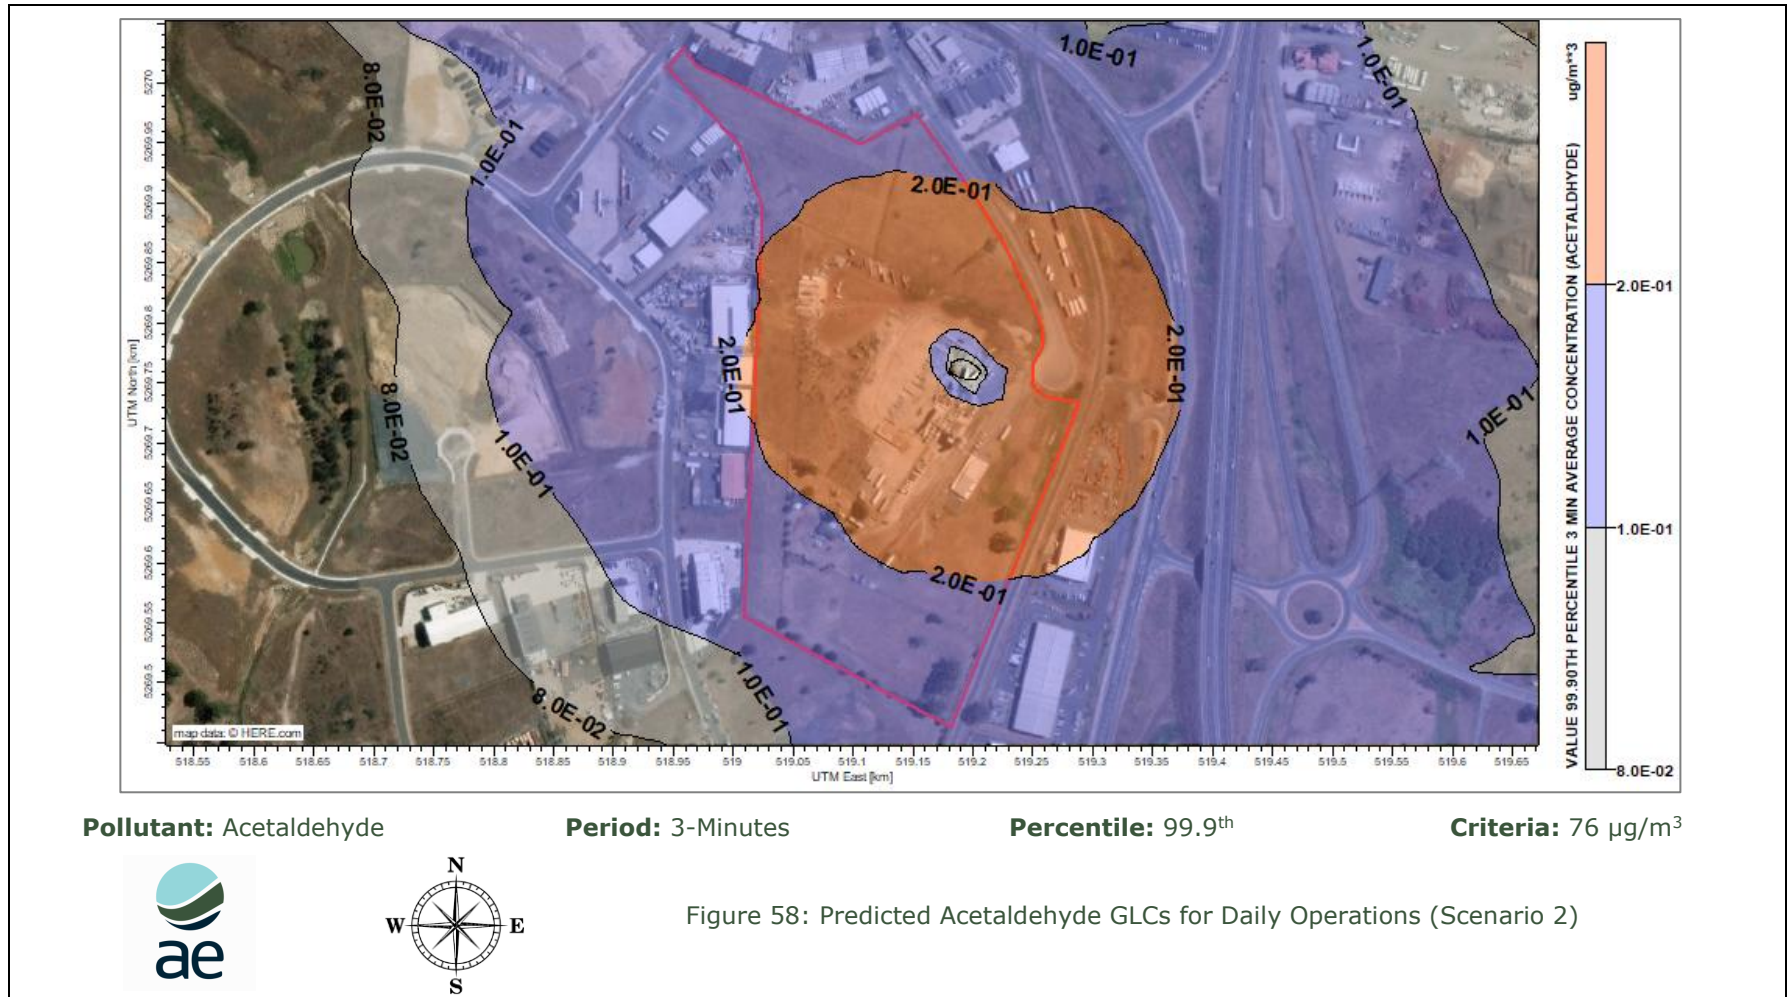 8.0E-02
1.0E-01
1.0E-01
1.0E-01
2.0E-01
2.0E-01
2.0E-01
8.0E-02
1.0E-01
1.0E-01
2.0E-01
8.0E-02
1.0E-01
map data: © HERE.com
UTM North [km]
5270
5269.95
5269.9
5269.85
5269.8
5269.75
5269.7
5269.65
5269.6
5269.55
5269.5
518.55 518.6 518.65 518.7 518.75 518.8 518.85 518.9 518.95 519 519.05 519.1 519.15 519.2 519.25 519.3 519.35 519.4 519.45 519.5 519.55 519.6 519.65
UTM East [km]
VALUE 99.90TH PERCENTILE 3 MIN AVERAGE CONCENTRATION (ACETALDHYDE) ug/m**3
2.0E-01
1.0E-01
8.0E-02
Pollutant: Acetaldehyde Period: 3-Minutes Percentile: 99.9th Criteria: 76 µg/m3
ae
N
W E
S
Figure 58: Predicted Acetaldehyde GLCs for Daily Operations (Scenario 2)